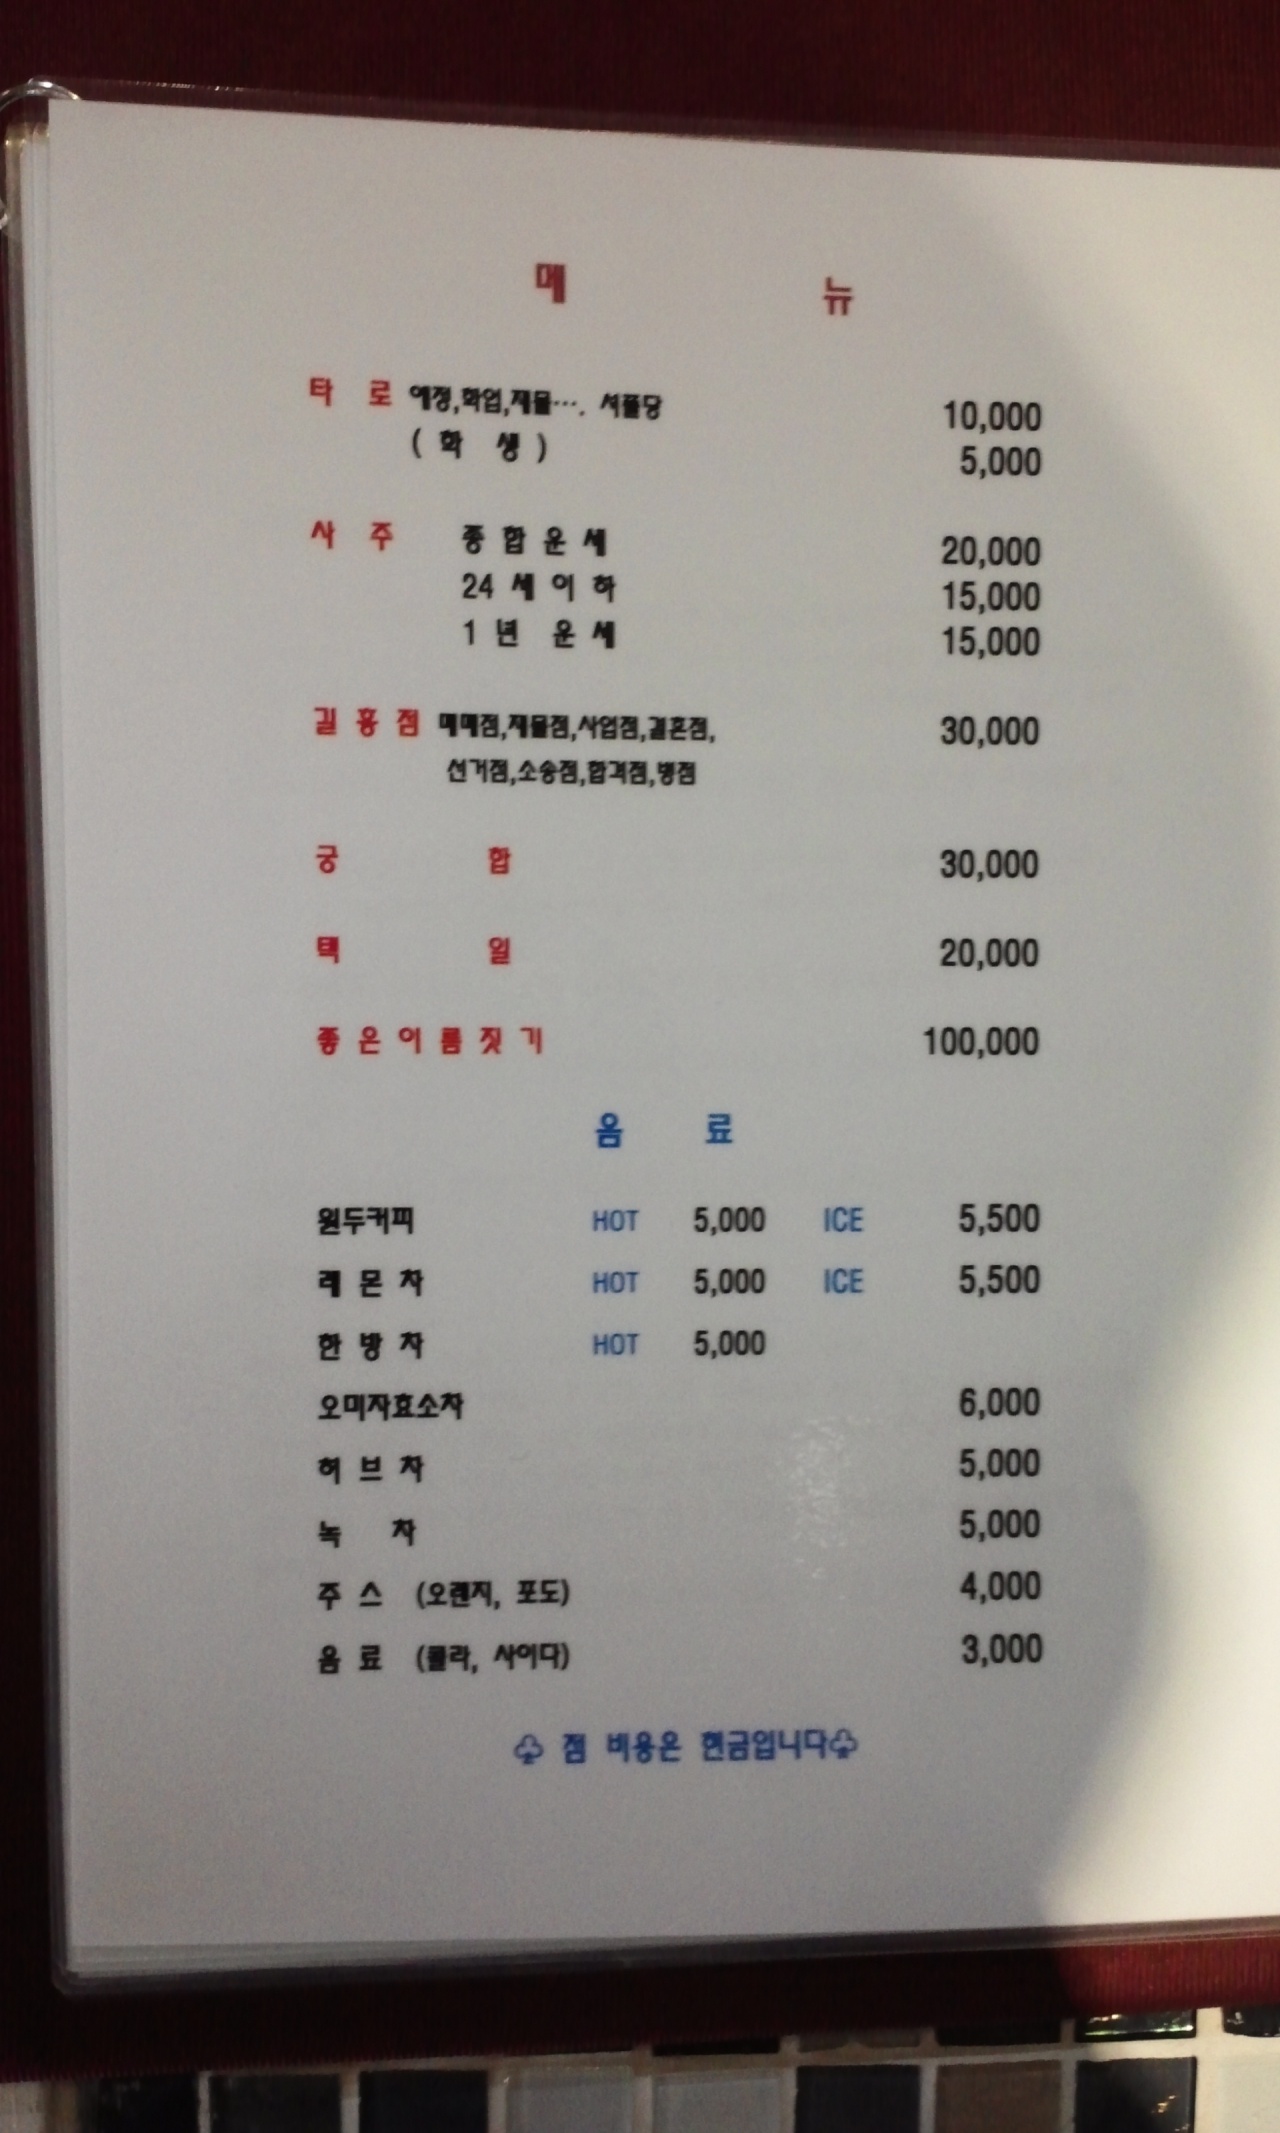 메 뉴
타 로 애정,학업,재물···. 셔플당 10,000
( 학 생 ) 5,000
사 주 종 합 운 세 20,000
24 세 이 하 15,000
1 년 운 세 15,000
길 흉 점 매매점,재물점,사업점,결혼점, 30,000
선거점,소송점,합격점,병점
궁 합 30,000
택 일 20,000
좋 은 이 름 짓 기 100,000
음 료
원두커피 HOT 5,000 ICE 5,500
레 몬 차 HOT 5,000 ICE 5,500
한 방 차 HOT 5,000
오미자효소차 6,000
허 브 차 5,000
녹 차 5,000
주 스 (오렌지, 포도) 4,000
음 료 (콜라, 사이다) 3,000
♧ 점 비용은 현금입니다♧